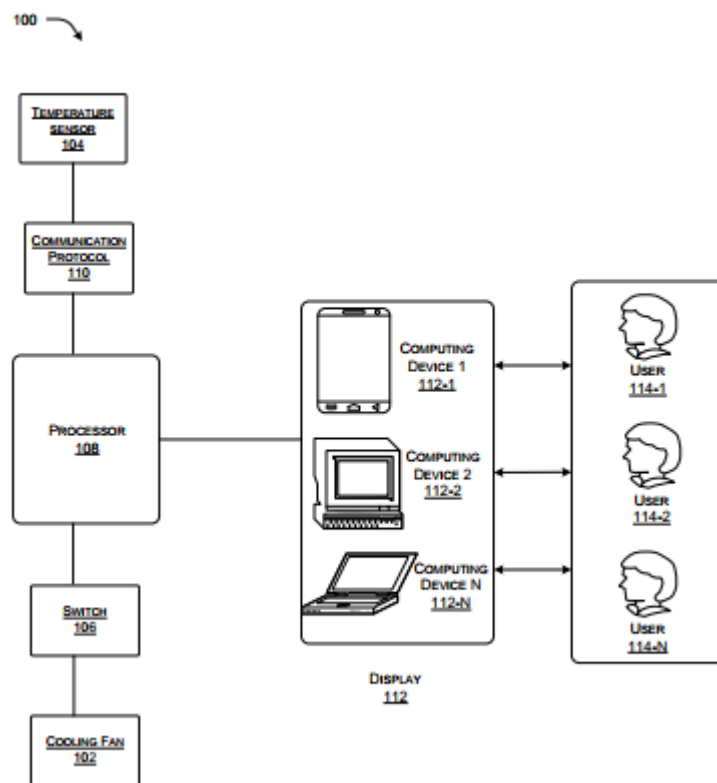 100
TEMPERATURE
SENSOR
104
COMMUNICATION
PROTOCOL
110
PROCESSOR
108
SWITCH
106
COOLING FAN
102
COMPUTING
DEVICE 1
112-1
COMPUTING
DEVICE 2
112-2
COMPUTING
DEVICE N
112-N
DISPLAY
112
USER
114-1
USER
114-2
USER
114-N